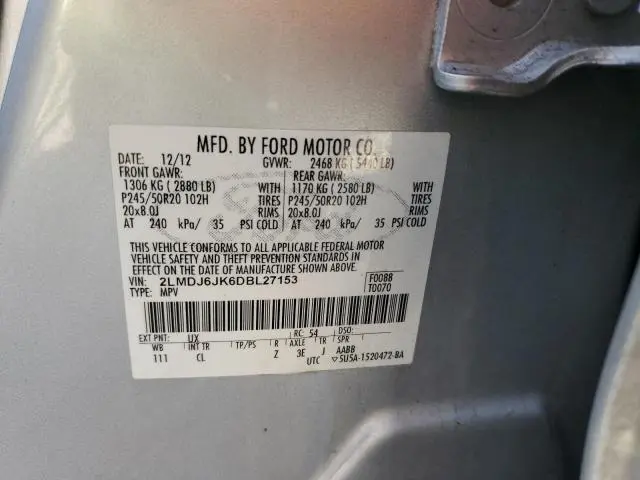 MFD. BY FORD MOTOR CO.
DATE: 12/12 GVWR: 2468 KG ( 5440 LB)
FRONT GAWR: REAR GAWR:
1306 KG ( 2880 LB) WITH 1170 KG ( 2580 LB) WITH
P245/50R20 102H TIRES P245/50R20 102H TIRES
20x8.0J RIMS 20x8.0J RIMS
AT 240 kPa/ 35 PSI COLD AT 240 kPa/ 35 PSI COLD
THIS VEHICLE CONFORMS TO ALL APPLICABLE FEDERAL MOTOR
VEHICLE SAFETY AND THEFT PREVENTION STANDARDS IN
EFFECT ON THE DATE OF MANUFACTURE SHOWN ABOVE.
VIN: 2LMDJ6JK6DBL27153 F0088
TYPE: MPV T0070
EXT PNT: UX RC: 54 DSO:
WB INT TR TP/PS R AXLE TR SPR
111 CL Z 3E J AABB
UTC ▽5U5A-1520472-BA